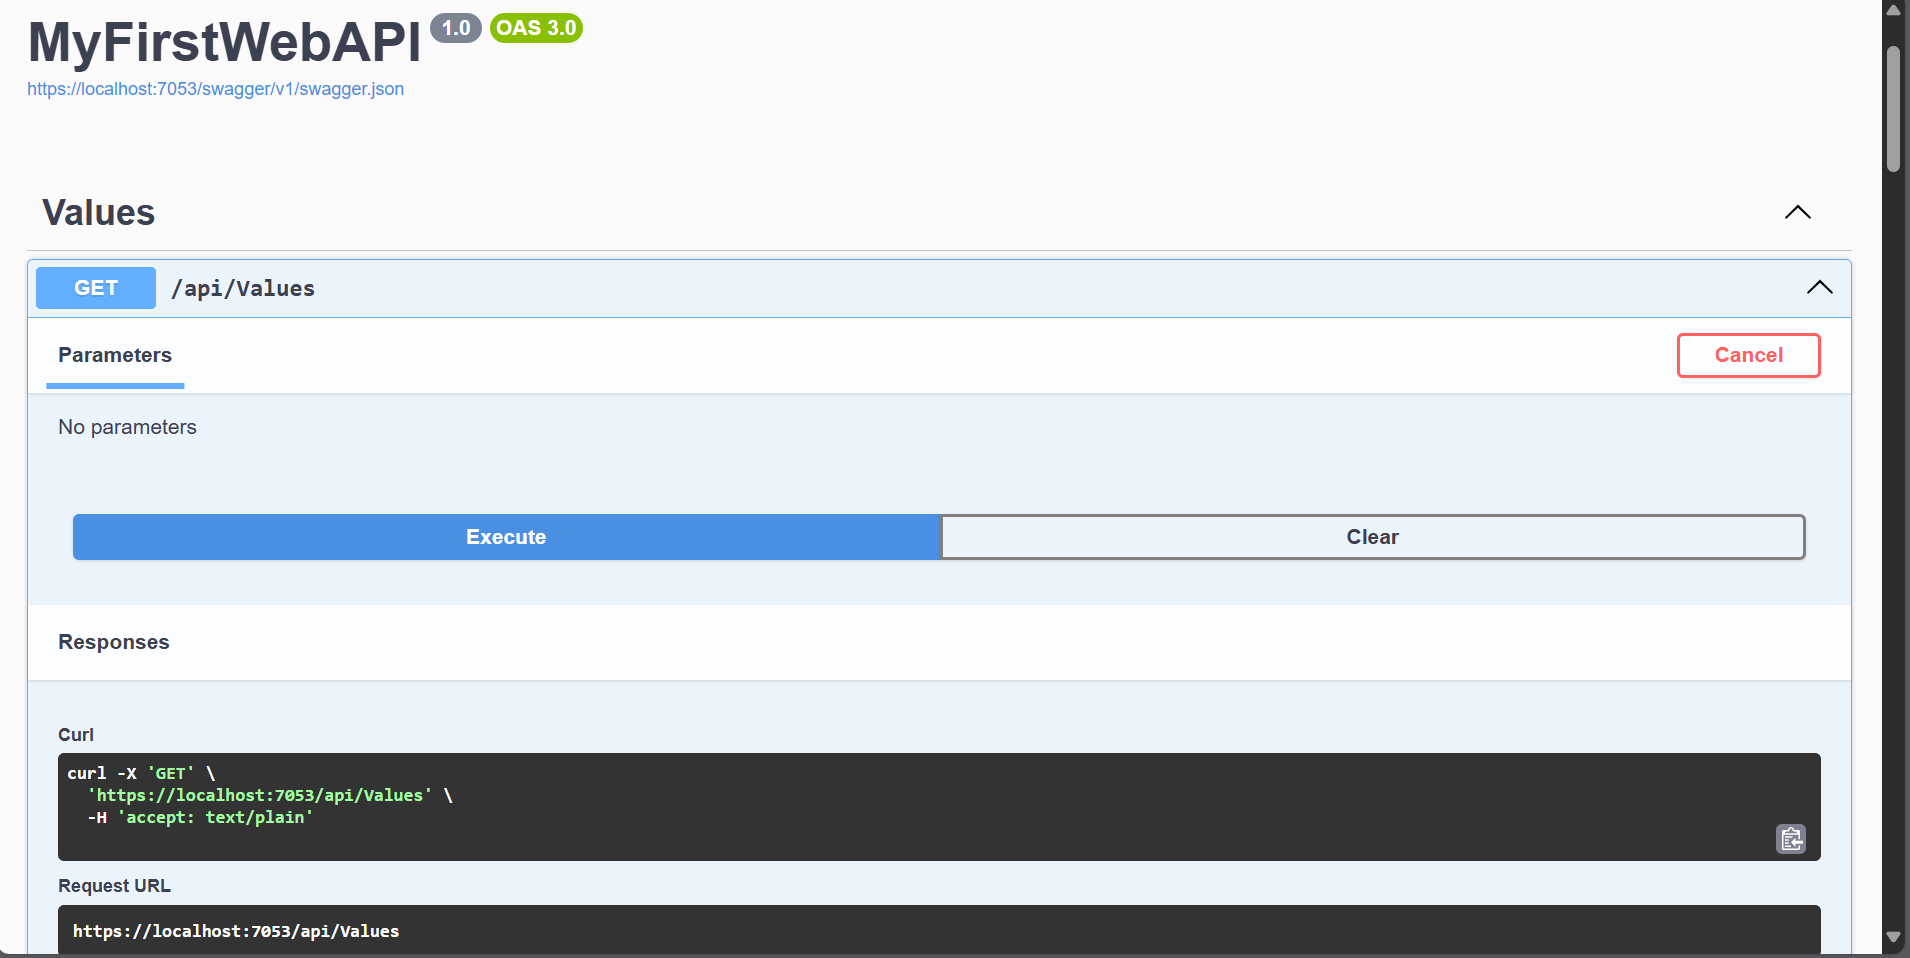 MyFirstWebAPI 1.0 OAS 3.0
https://localhost:7053/swagger/v1/swagger.json
Values
GET /api/Values
Parameters
Cancel
No parameters
Execute
Clear
Responses
Curl
curl -X 'GET' \
  'https://localhost:7053/api/Values' \
  -H 'accept: text/plain'
Request URL
https://localhost:7053/api/Values